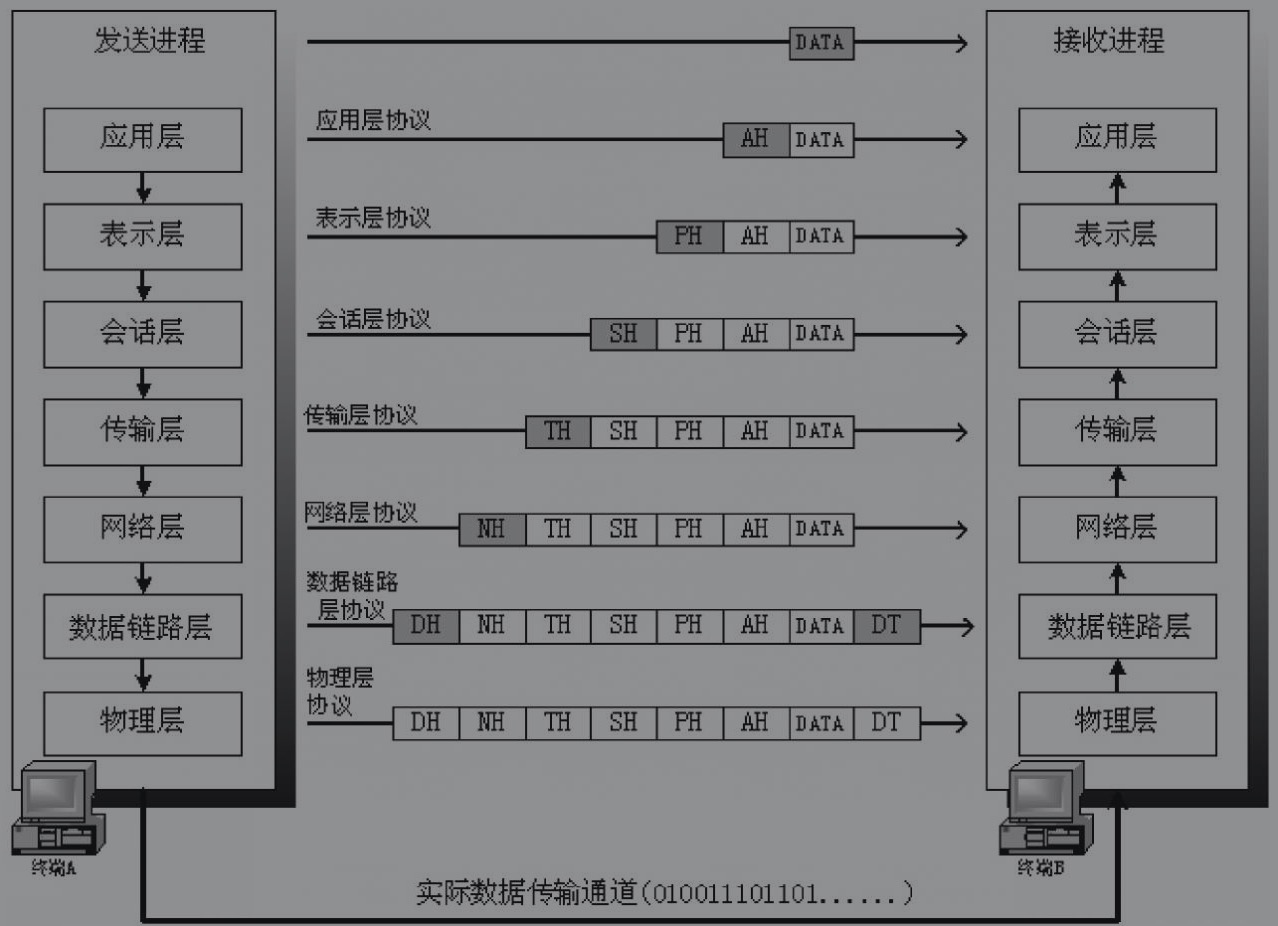 发送进程
DATA
接收进程
应用层
应用层协议
AH DATA
应用层
表示层
表示层协议
PH AH DATA
表示层
会话层
会话层协议
SH PH AH DATA
会话层
传输层
传输层协议
TH SH PH AH DATA
传输层
网络层
网络层协议
NH TH SH PH AH DATA
网络层
数据链路层
数据链路
层协议
DH NH TH SH PH AH DATA DT
数据链路层
物理层
物理层
协议
DH NH TH SH PH AH DATA DT
物理层
终端A
终端B
实际数据传输通道(010011101101......)